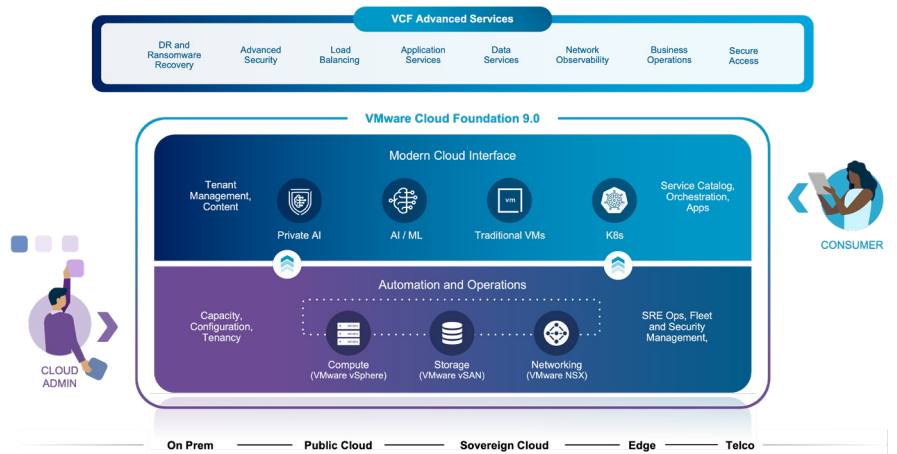 VCF Advanced Services
DR and
Ransomware
Recovery
Advanced
Security
Load
Balancing
Application
Services
Data
Services
Network
Observability
Business
Operations
Secure
Access
VMware Cloud Foundation 9.0
Modern Cloud Interface
Tenant
Management,
Content
Private AI
AI / ML
vm
Traditional VMs
K8s
Service Catalog,
Orchestration,
Apps
CONSUMER
Automation and Operations
Capacity,
Configuration,
Tenancy
Compute
(VMware vSphere)
Storage
(VMware vSAN)
Networking
(VMware NSX)
SRE Ops, Fleet
and Security
Management,
CLOUD
ADMIN
On Prem
Public Cloud
Sovereign Cloud
Edge
Telco